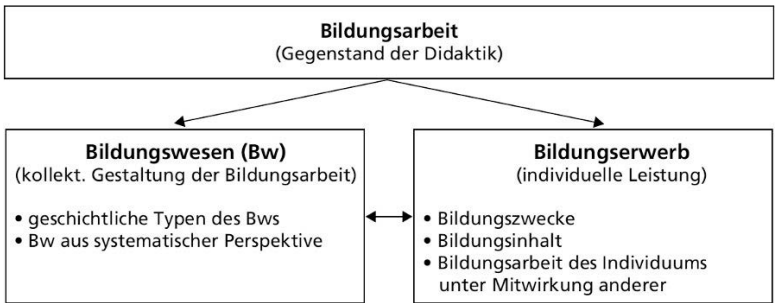 Bildungsarbeit
(Gegenstand der Didaktik)
Bildungswesen (Bw)
(kollekt. Gestaltung der Bildungsarbeit)
• geschichtliche Typen des Bws
• Bw aus systematischer Perspektive
Bildungserwerb
(individuelle Leistung)
• Bildungszwecke
• Bildungsinhalt
• Bildungsarbeit des Individuums
unter Mitwirkung anderer